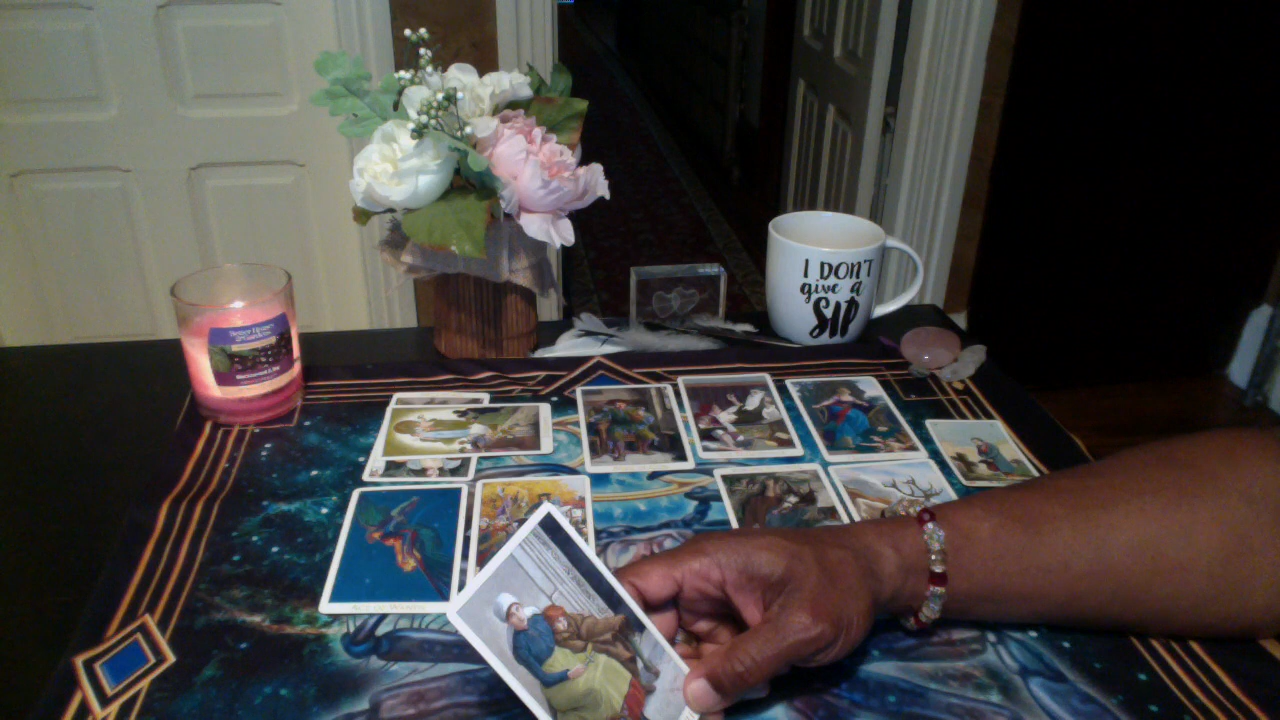 I DON'T
give a
SIP
Better Homes
& Gardens
ACE OF WANDS